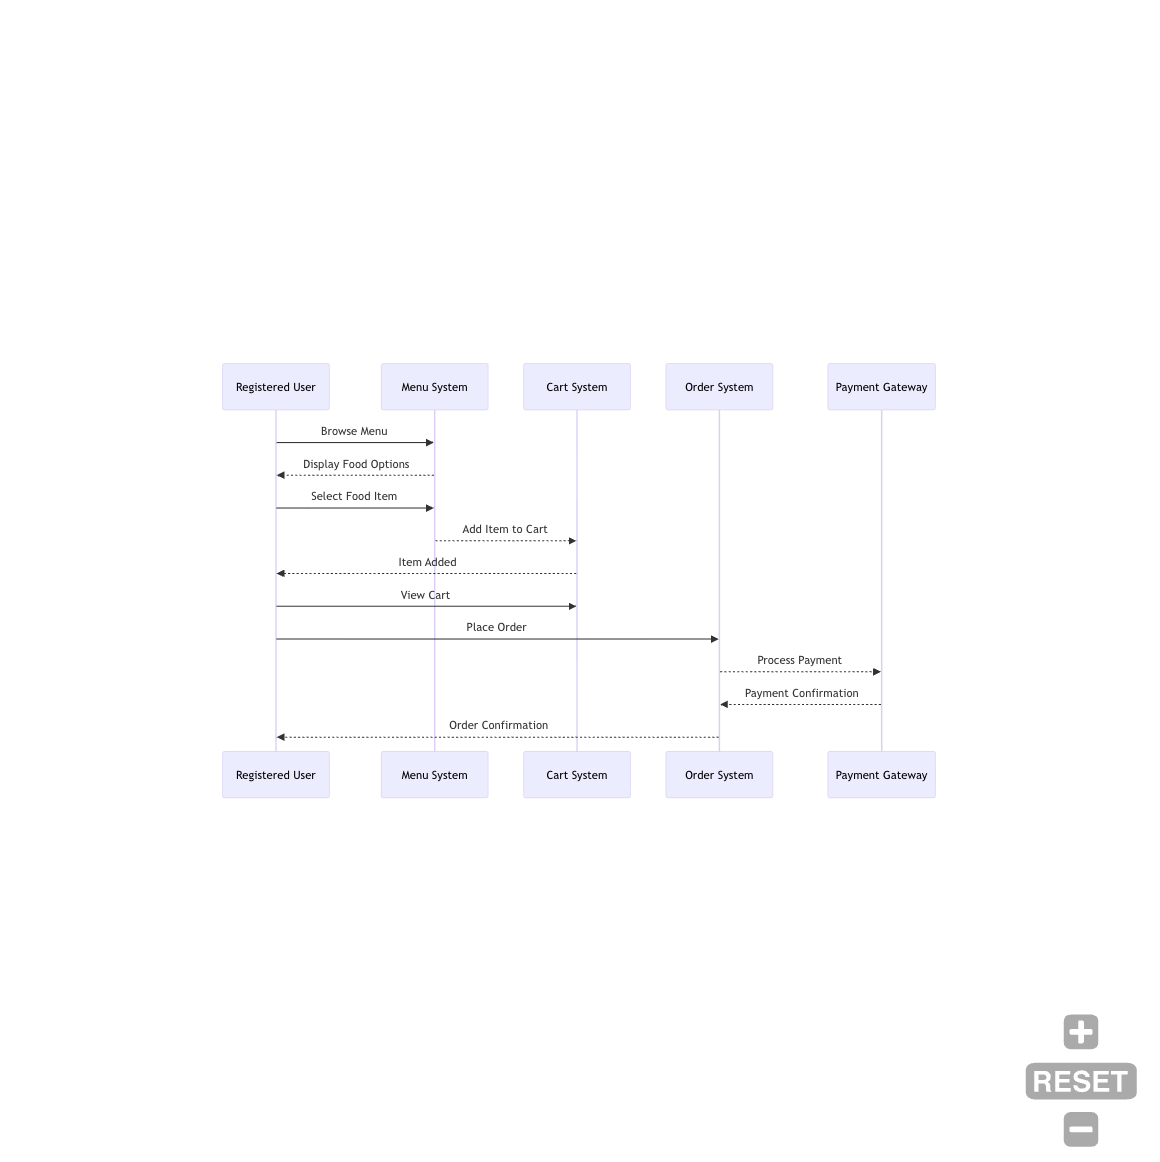 Registered User
Menu System
Cart System
Order System
Payment Gateway
Browse Menu
Display Food Options
Select Food Item
Add Item to Cart
Item Added
View Cart
Place Order
Process Payment
Payment Confirmation
Order Confirmation
Registered User
Menu System
Cart System
Order System
Payment Gateway
RESET